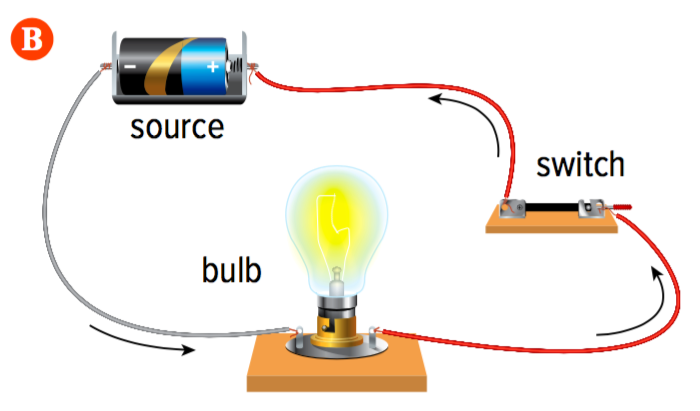 B
− +
source
switch
bulb